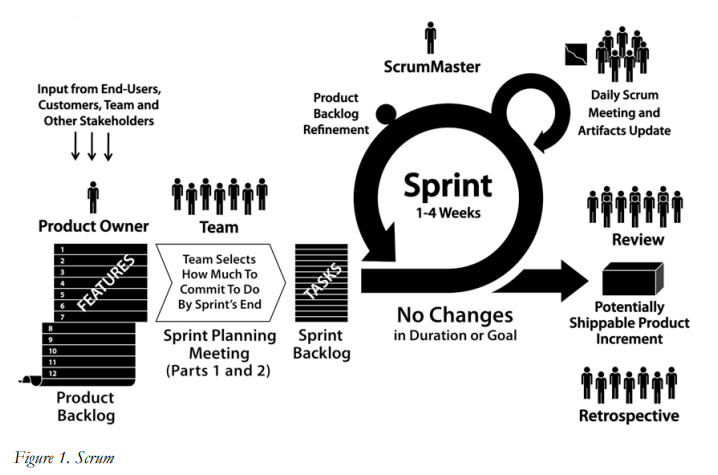 Input from End-Users,
Customers, Team and
Other Stakeholders
Product Owner
1
2
3
4
5
6
7
FEATURES
8
9
10
11
12
Product
Backlog
Team
Team Selects
How Much To
Commit To Do
By Sprint's End
Sprint Planning
Meeting
(Parts 1 and 2)
TASKS
Sprint
Backlog
ScrumMaster
Product
Backlog
Refinement
Sprint
1-4 Weeks
No Changes
in Duration or Goal
Daily Scrum
Meeting and
Artifacts Update
Review
Potentially
Shippable Product
Increment
Retrospective
Figure 1. Scrum